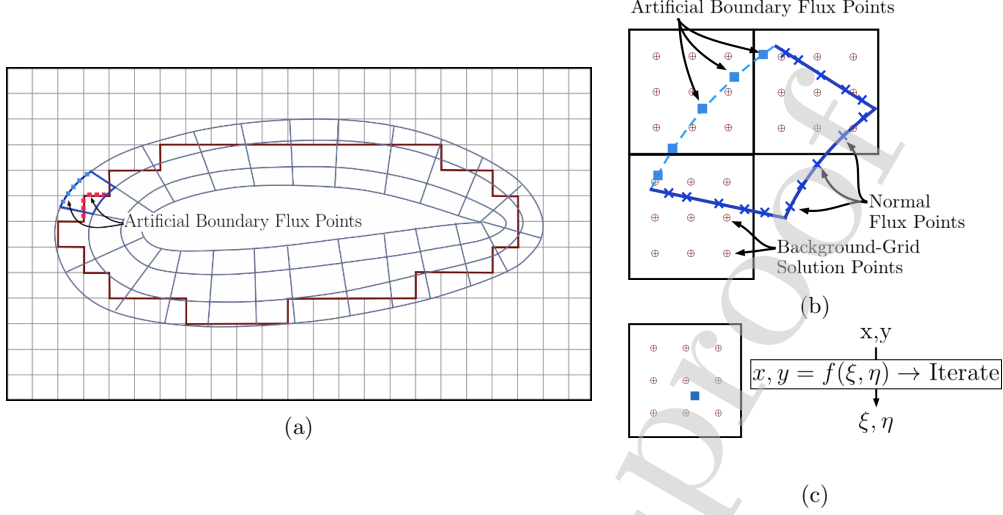 Artificial Boundary Flux Points
Artificial Boundary Flux Points
(a)
Normal
Flux Points
Background-Grid
Solution Points
(b)
x,y
x, y = f(ξ, η) → Iterate
ξ, η
(c)
proof